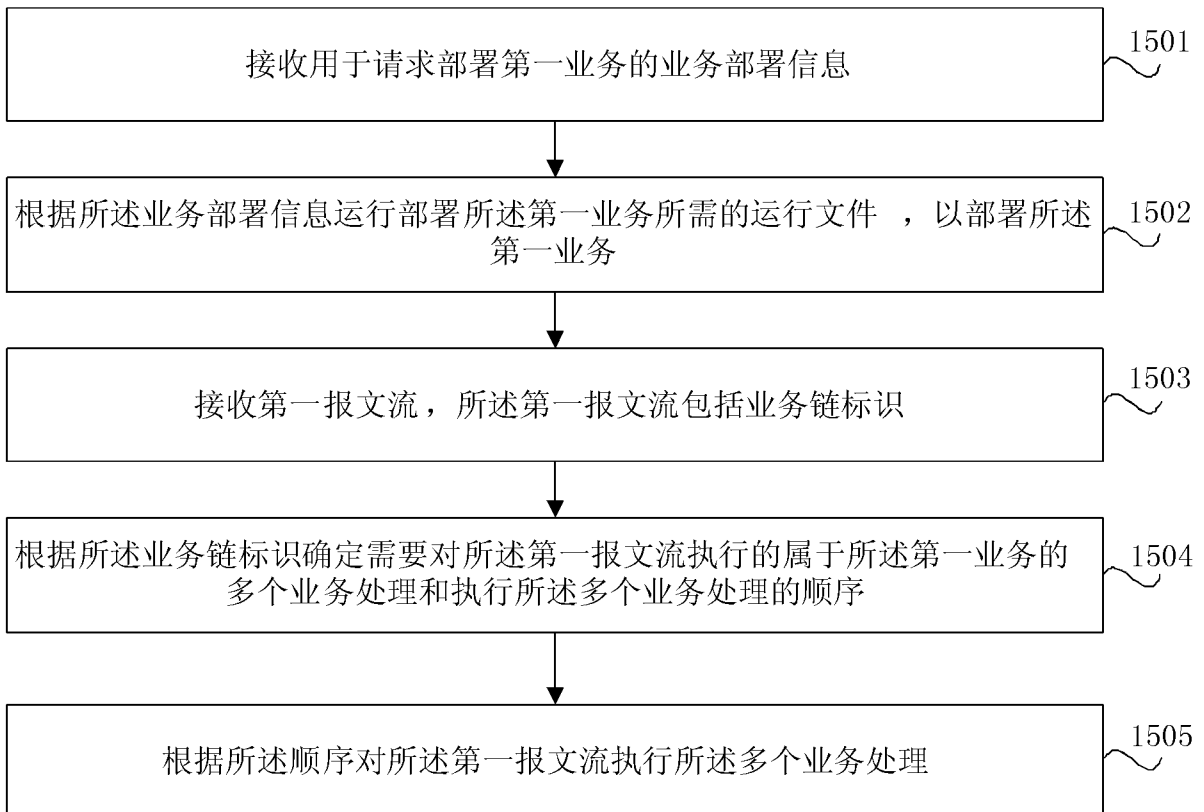 接收用于请求部署第一业务的业务部署信息
1501
根据所述业务部署信息运行部署所述第一业务所需的运行文件，以部署所述
第一业务
1502
接收第一报文流，所述第一报文流包括业务链标识
1503
根据所述业务链标识确定需要对所述第一报文流执行的属于所述第一业务的
多个业务处理和执行所述多个业务处理的顺序
1504
根据所述顺序对所述第一报文流执行所述多个业务处理
1505